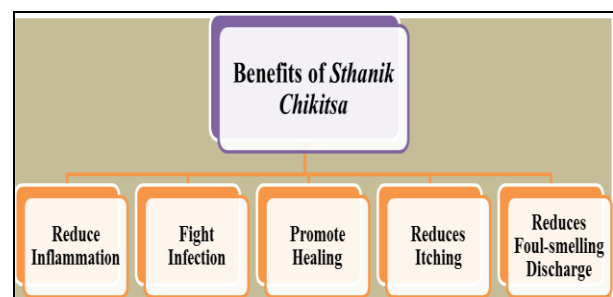 Benefits of Sthanik
Chikitsa
Reduce
Inflammation
Fight
Infection
Promote
Healing
Reduces
Itching
Reduces
Foul-smelling
Discharge